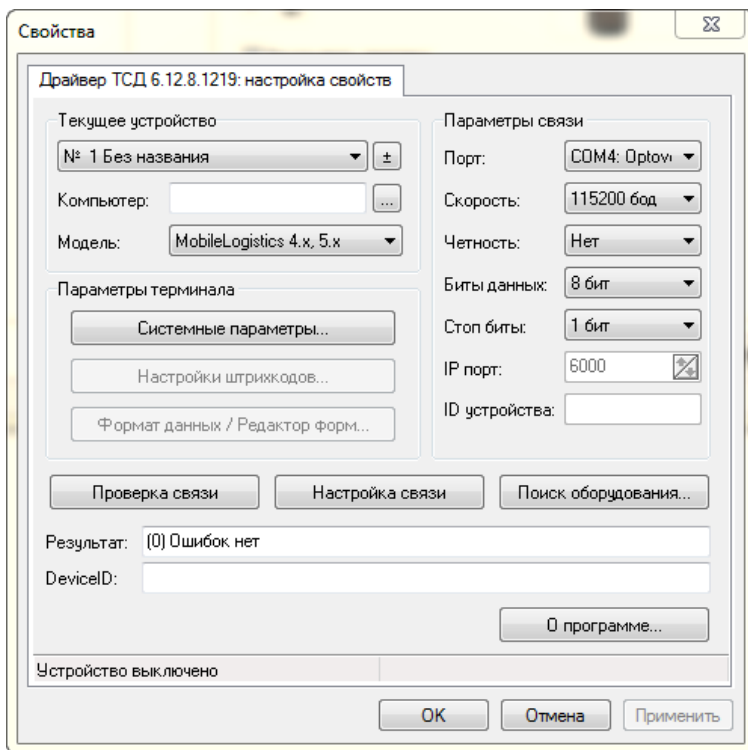 Свойства
Драйвер ТСД 6.12.8.1219: настройка свойств
Текущее устройство
№ 1 Без названия
±
Компьютер:
...
Модель:
MobileLogistics 4.x, 5.x
Параметры терминала
Системные параметры...
Настройки штрихкодов...
Формат данных / Редактор форм...
Параметры связи
Порт:
COM4: Optov
Скорость:
115200 бод
Четность:
Нет
Биты данных:
8 бит
Стоп биты:
1 бит
IP порт:
6000
ID устройства:
Проверка связи
Настройка связи
Поиск оборудования...
Результат:
(0) Ошибок нет
DeviceID:
О программе...
Устройство выключено
OK
Отмена
Применить